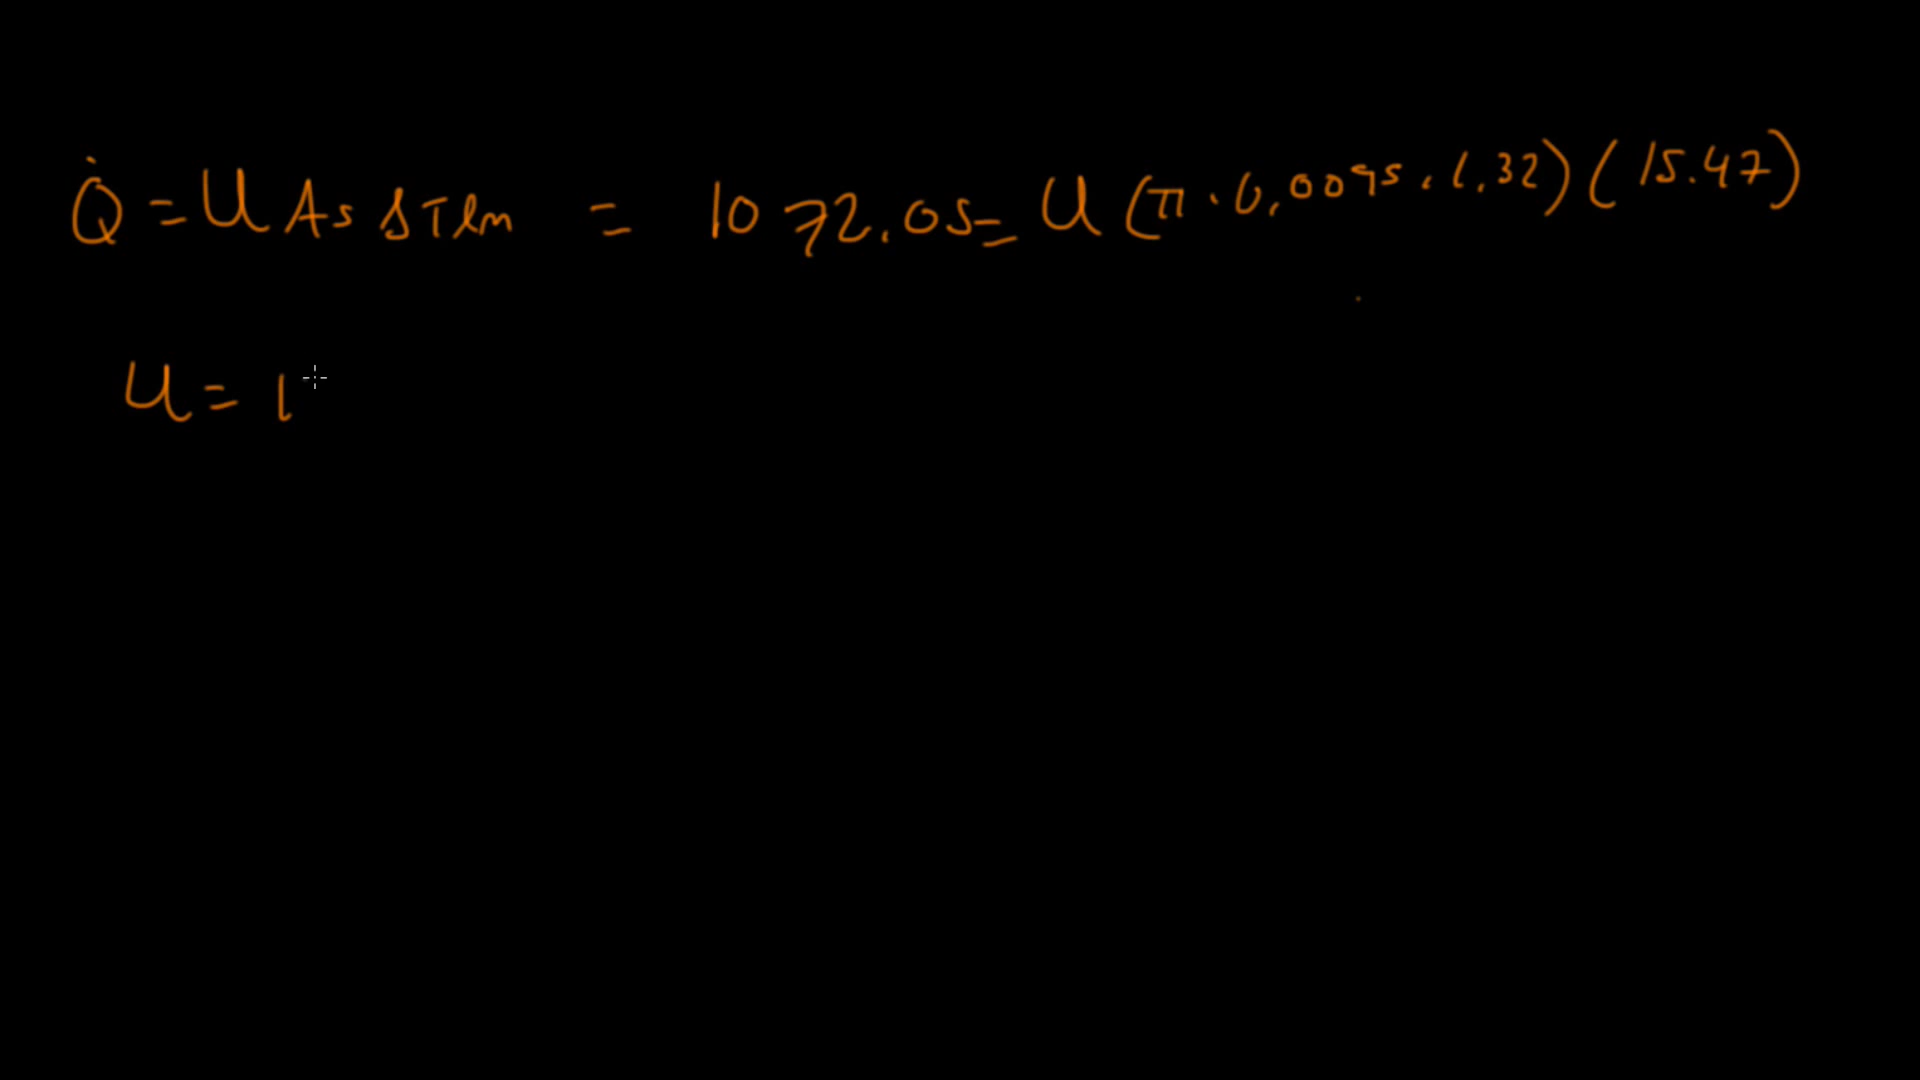 Q̇ = U As ΔTlm = 1072.05 = U (π · 0.0095 · 1.32) (15.47)
U = 1